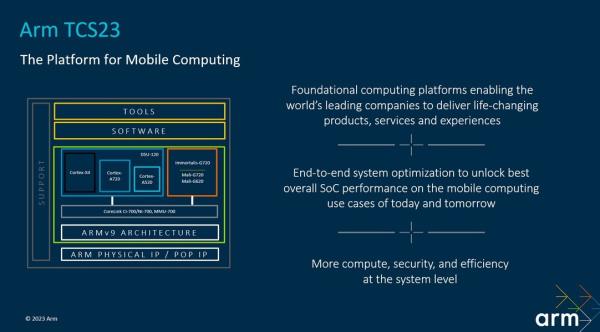 Arm TCS23
The Platform for Mobile Computing
TOOLS
SOFTWARE
SUPPORT
DSU-120
Cortex-X4
Cortex-
A720
Cortex-
A520
Immortalis-G720
Mali-G720
Mali-G620
CoreLink CI-700/NI-700, MMU-700
ARMv9 ARCHITECTURE
ARM PHYSICAL IP / POP IP
Foundational computing platforms enabling the
world's leading companies to deliver life-changing
products, services and experiences
End-to-end system optimization to unlock best
overall SoC performance on the mobile computing
use cases of today and tomorrow
More compute, security, and efficiency
at the system level
© 2023 Arm
arm